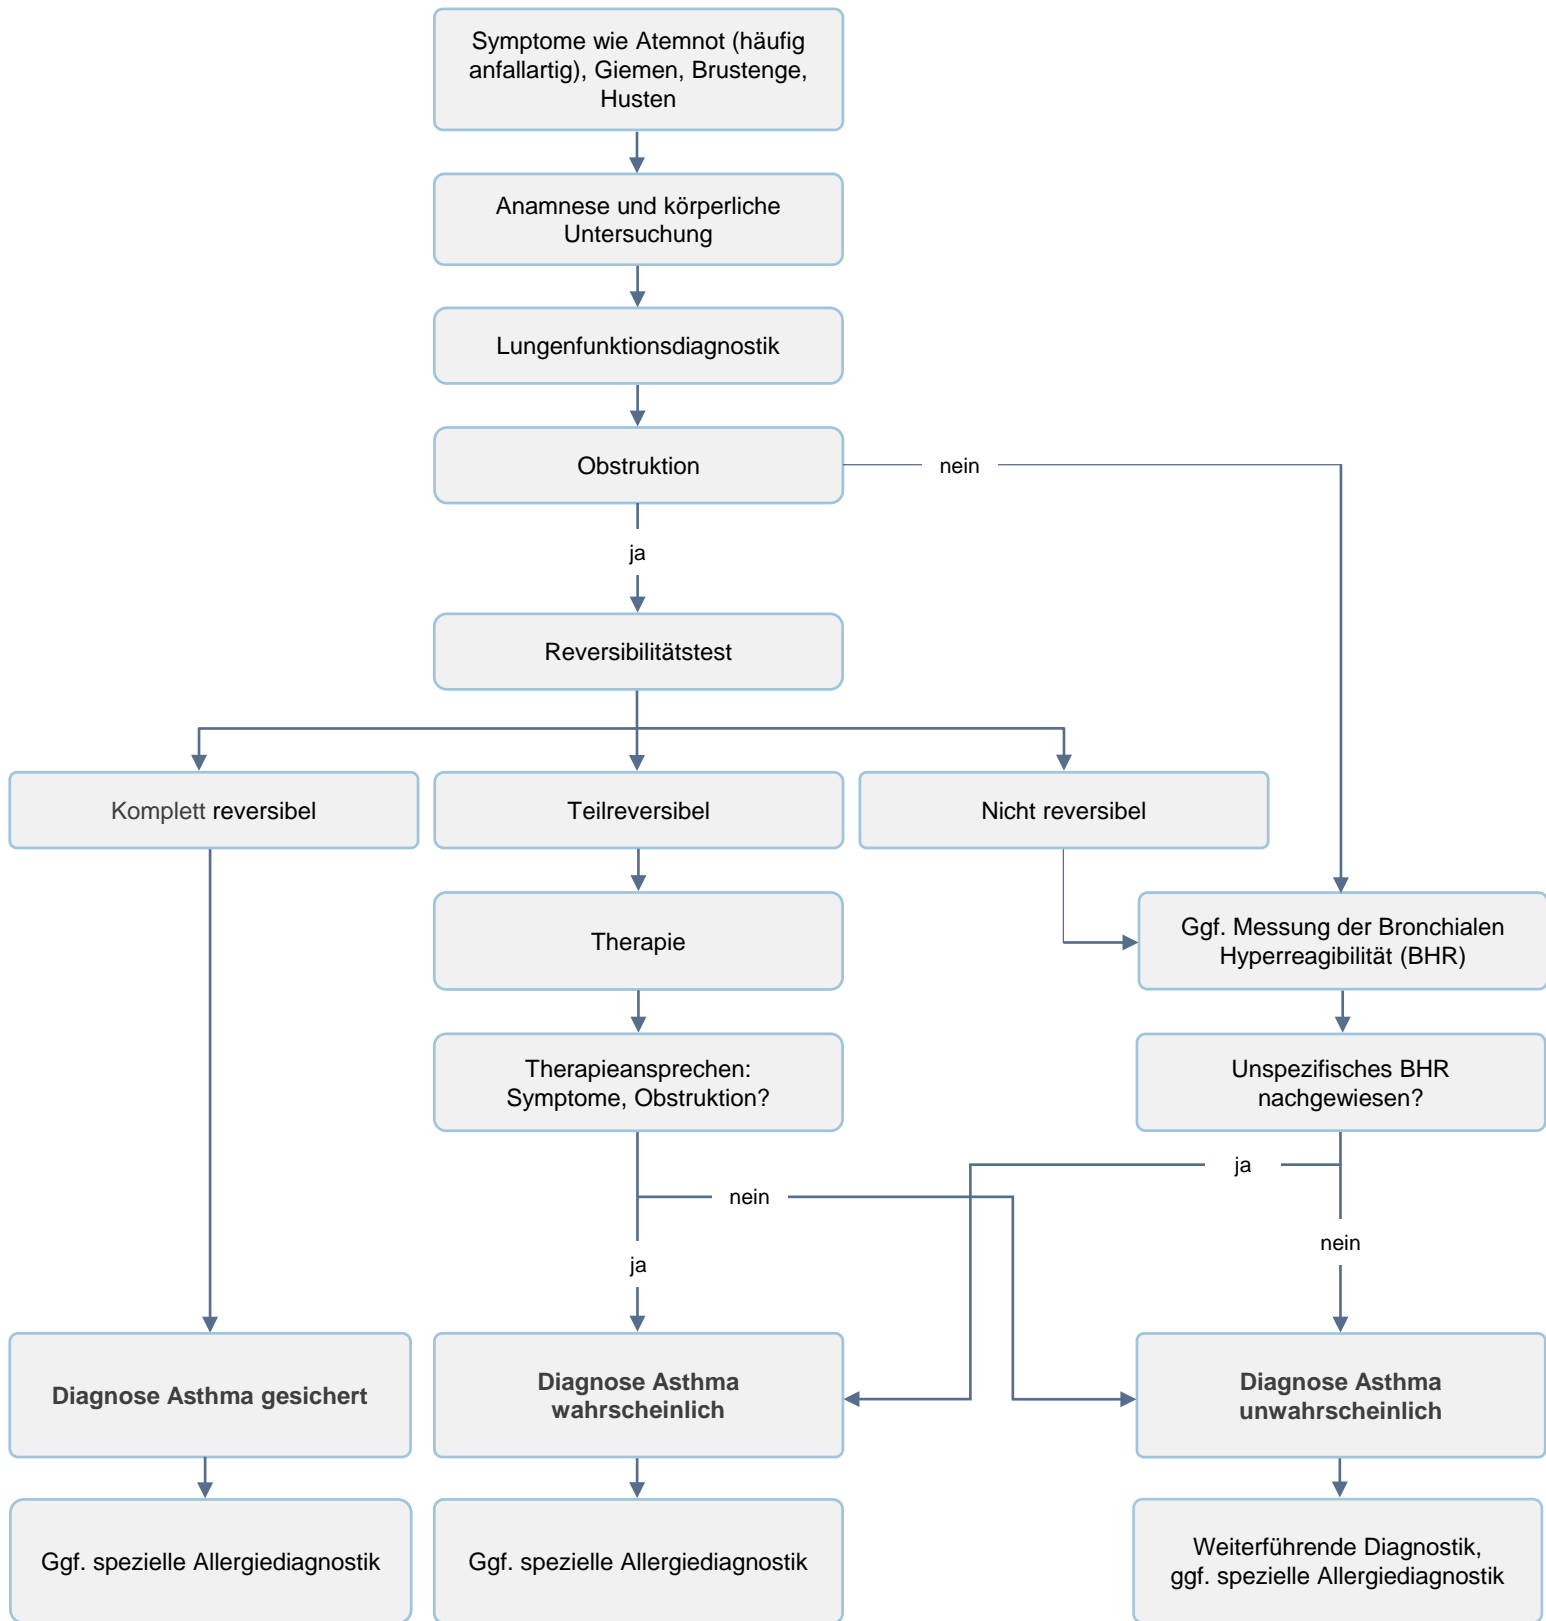 Symptome wie Atemnot (häufig
anfallartig), Giemen, Brustenge,
Husten
Anamnese und körperliche
Untersuchung
Lungenfunktionsdiagnostik
Obstruktion
nein
ja
Reversibilitätstest
Komplett reversibel
Teilreversibel
Nicht reversibel
Therapie
Ggf. Messung der Bronchialen
Hyperreagibilität (BHR)
Therapieansprechen:
Symptome, Obstruktion?
Unspezifisches BHR
nachgewiesen?
ja
nein
nein
ja
Diagnose Asthma gesichert
Diagnose Asthma
wahrscheinlich
Diagnose Asthma
unwahrscheinlich
Ggf. spezielle Allergiediagnostik
Ggf. spezielle Allergiediagnostik
Weiterführende Diagnostik,
ggf. spezielle Allergiediagnostik